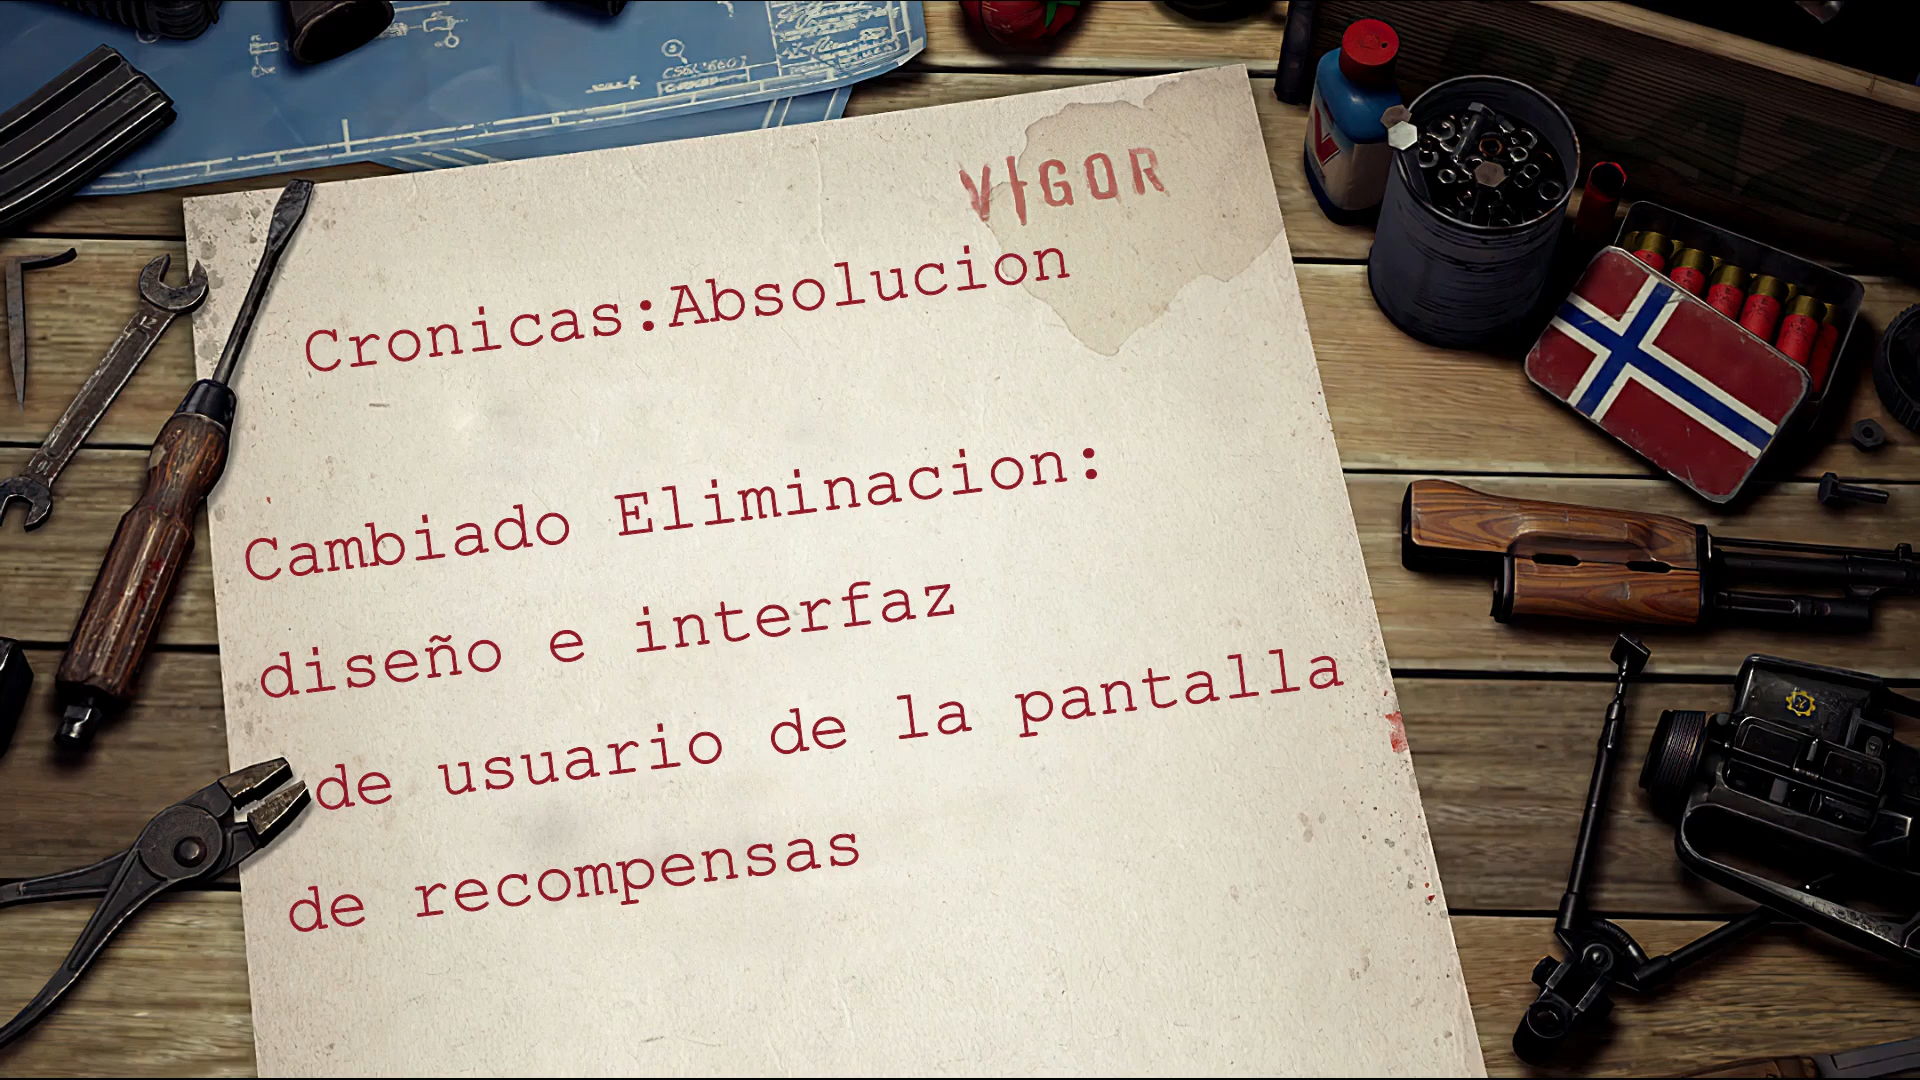 VIGOR
Cronicas:Absolucion
Cambiado Eliminacion:
diseño e interfaz
de usuario de la pantalla
de recompensas